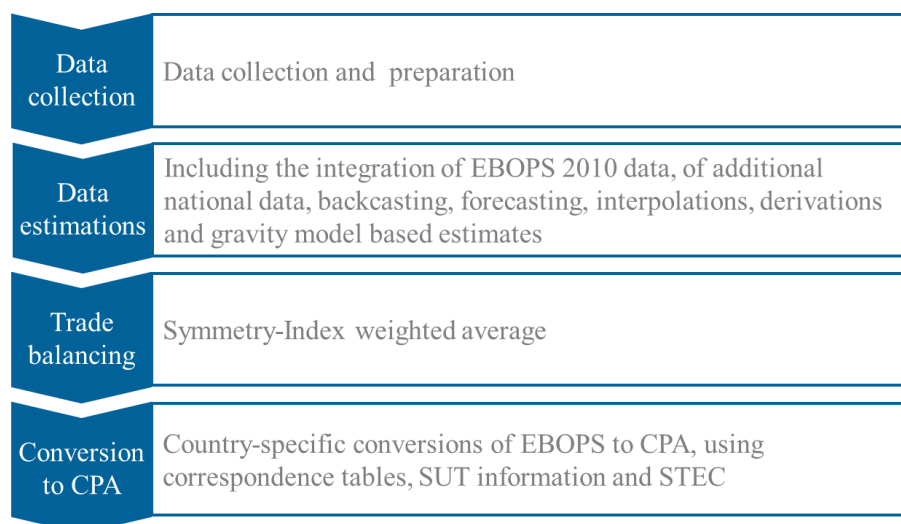 Data
collection
Data collection and  preparation
Data
estimations
Including the integration of EBOPS 2010 data, of additional
national data, backcasting, forecasting, interpolations, derivations
and gravity model based estimates
Trade
balancing
Symmetry-Index weighted average
Conversion
to CPA
Country-specific conversions of EBOPS to CPA, using
correspondence tables, SUT information and STEC